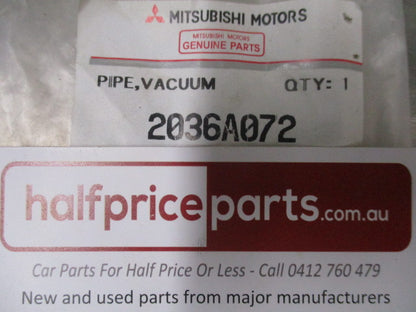 MITSUBISHI MOTORS
MITSUBISHI MOTORS
GENUINE PARTS
PIPE,VACUUM QTY: 1
2036A072
halfpriceparts.com.au
Car Parts For Half Price Or Less - Call 0412 760 479
New and used parts from major manufacturers